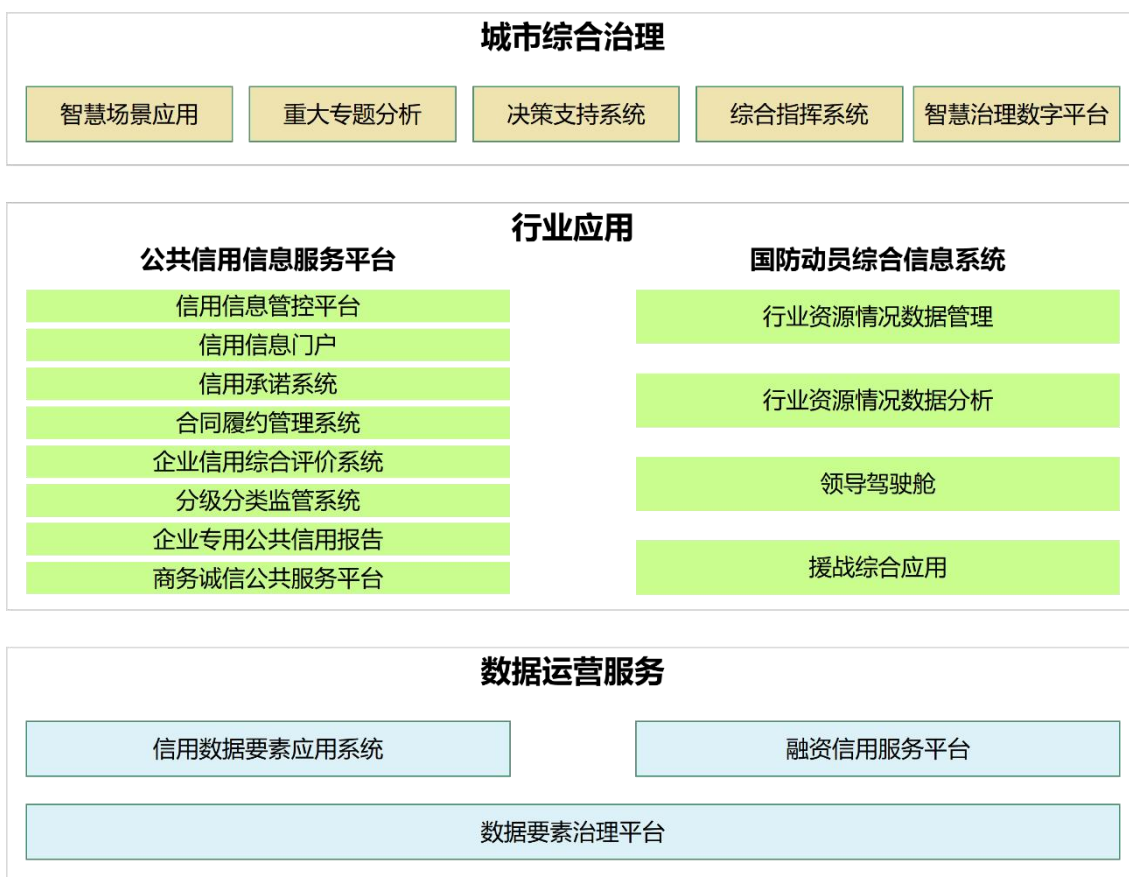 城市综合治理
智慧场景应用
重大专题分析
决策支持系统
综合指挥系统
智慧治理数字平台
行业应用
公共信用信息服务平台
信用信息管控平台
信用信息门户
信用承诺系统
合同履约管理系统
企业信用综合评价系统
分级分类监管系统
企业专用公共信用报告
商务诚信公共服务平台
国防动员综合信息系统
行业资源情况数据管理
行业资源情况数据分析
领导驾驶舱
援战综合应用
数据运营服务
信用数据要素应用系统
融资信用服务平台
数据要素治理平台